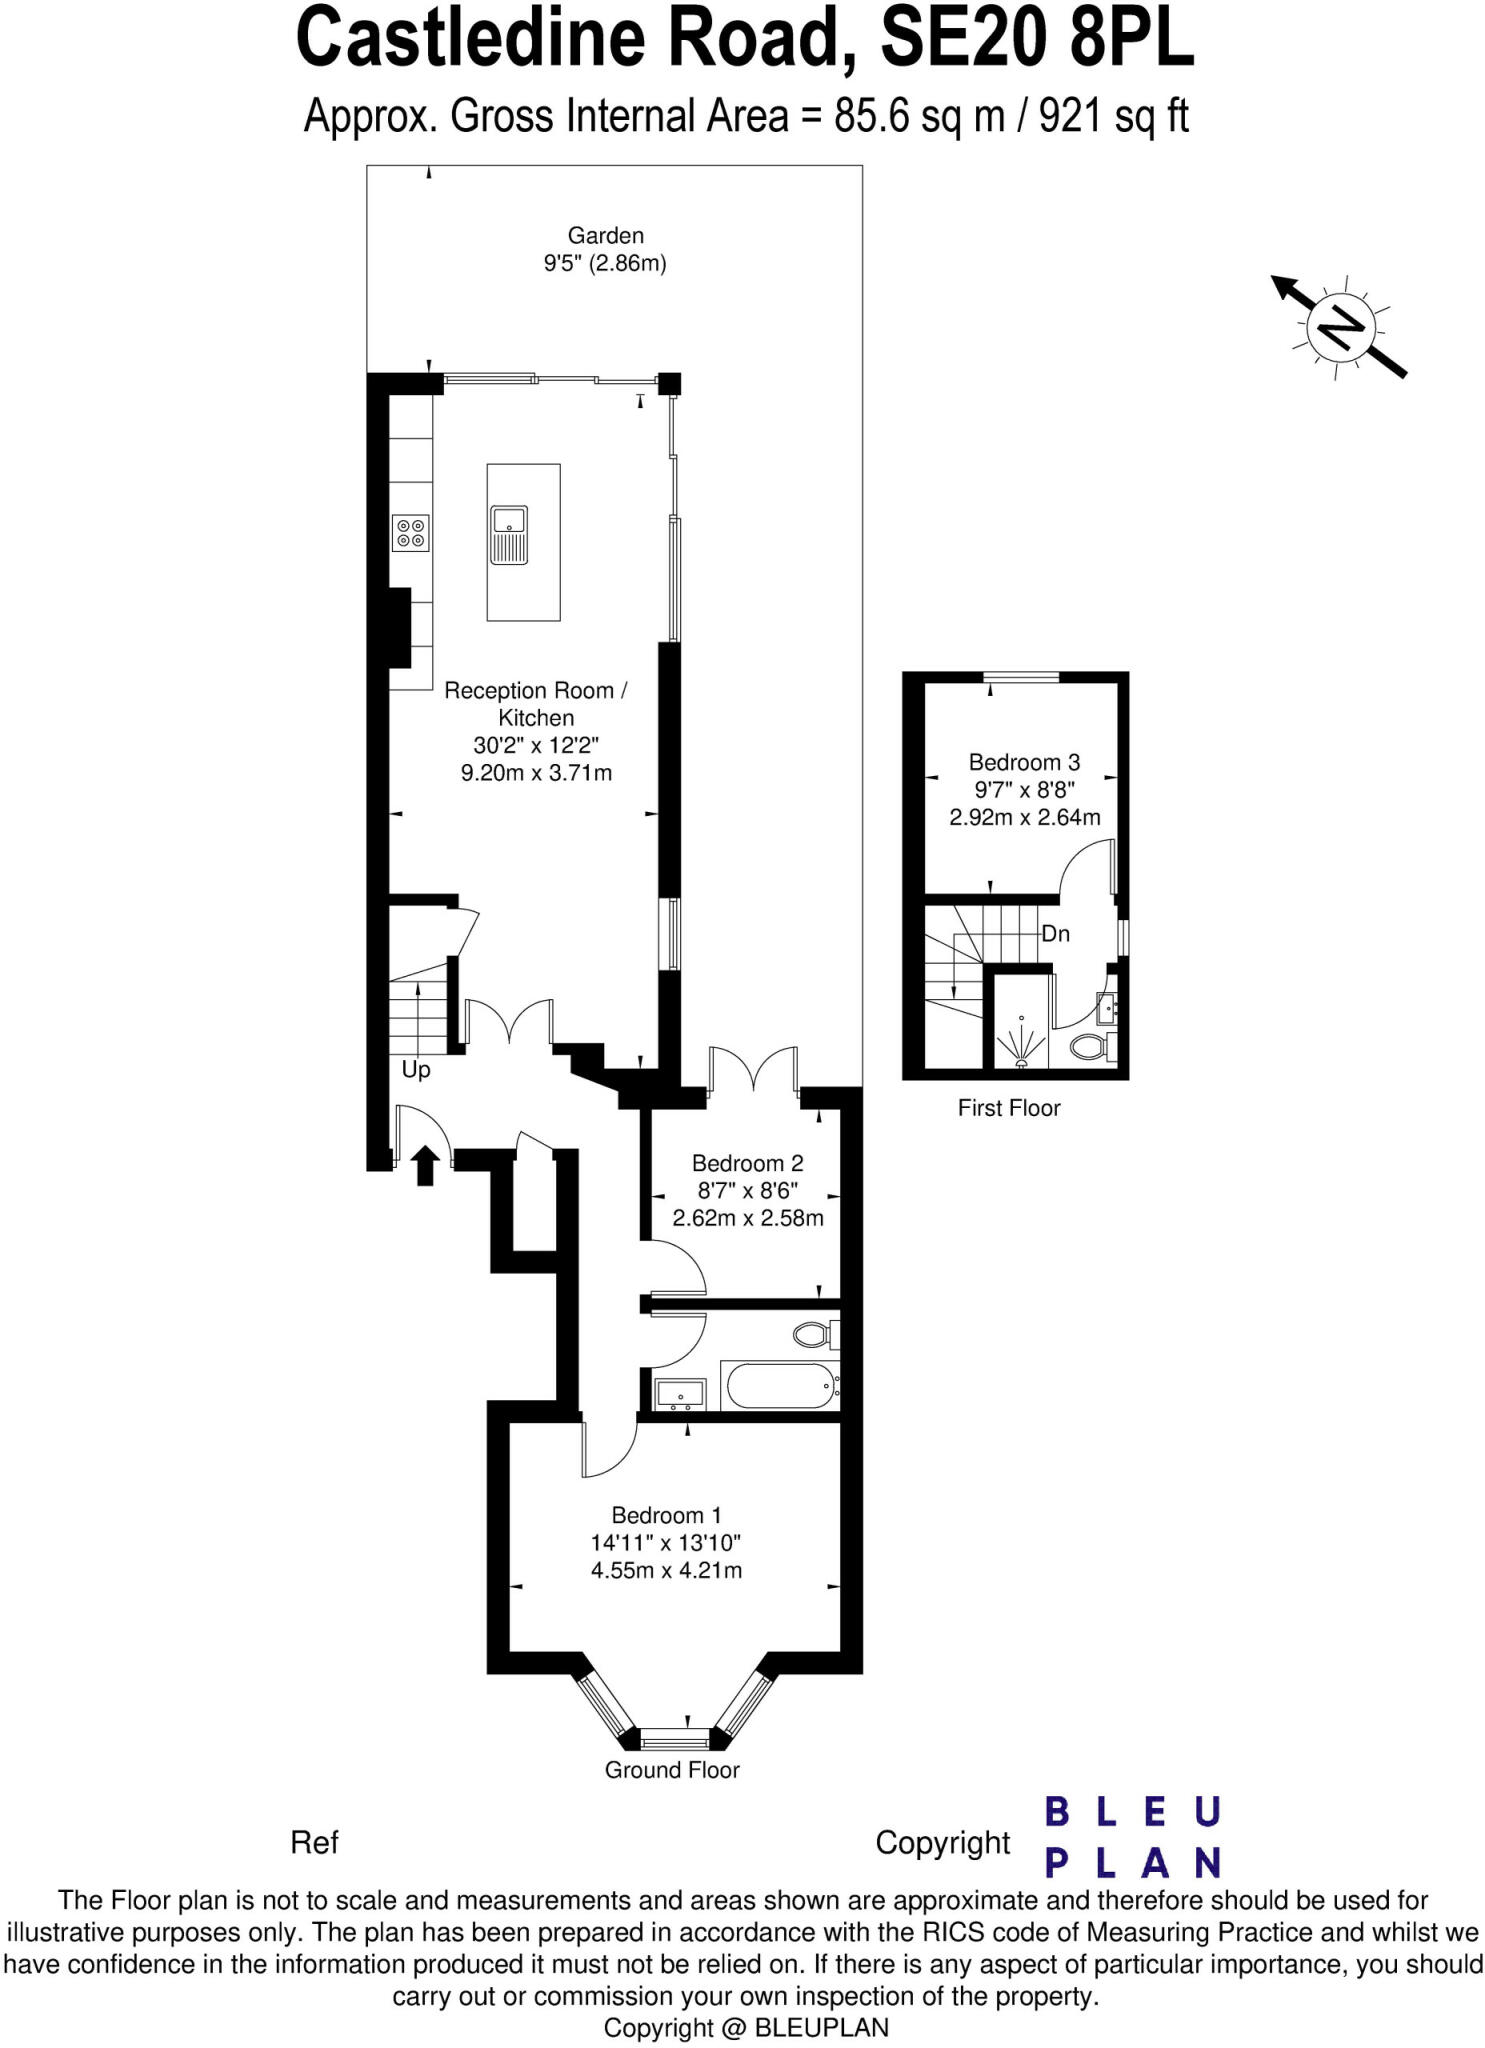 Castledine Road, SE20 8PL
Approx. Gross Internal Area = 85.6 sq m / 921 sq ft
Garden
9'5" (2.86m)
N
Reception Room /
Kitchen
30'2" x 12'2"
9.20m x 3.71m
Bedroom 3
9'7" x 8'8"
2.92m x 2.64m
Dn
Up
First Floor
Bedroom 2
8'7" x 8'6"
2.62m x 2.58m
Bedroom 1
14'11" x 13'10"
4.55m x 4.21m
Ground Floor
Ref
Copyright
BLEU
PLAN
The Floor plan is not to scale and measurements and areas shown are approximate and therefore should be used for
illustrative purposes only. The plan has been prepared in accordance with the RICS code of Measuring Practice and whilst we
have confidence in the information produced it must not be relied on. If there is any aspect of particular importance, you should
carry out or commission your own inspection of the property.
Copyright @ BLEUPLAN